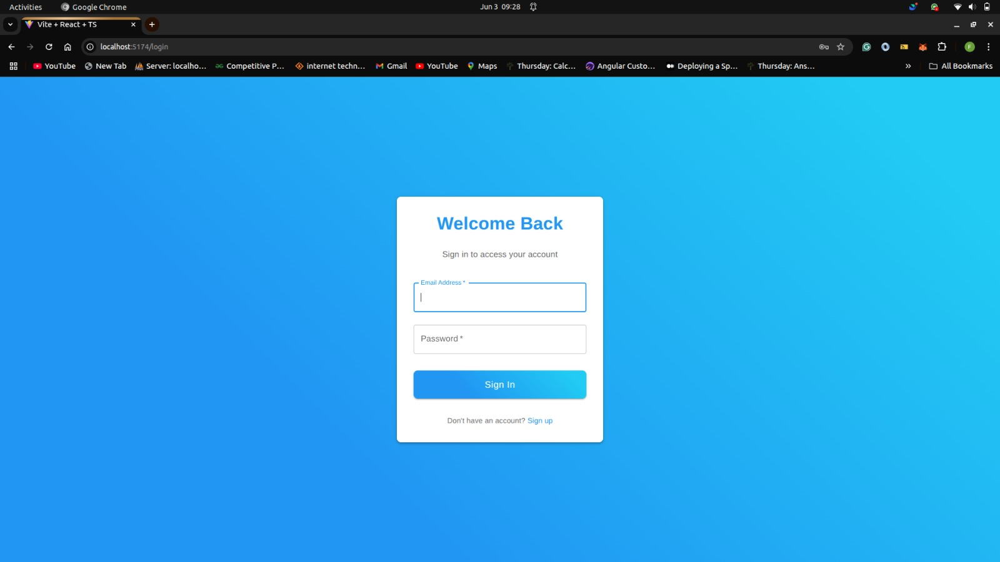 Activities
Google Chrome
Jun 3 09:28
Vite + React + TS
localhost:5174/login
YouTube
New Tab
Server: localho...
Competitive P...
internet techn...
Gmail
YouTube
Maps
Thursday: Calc...
Angular Custo...
Deploying a Sp...
Thursday: Ans...
All Bookmarks
Welcome Back
Sign in to access your account
Email Address *
Password *
Sign In
Don't have an account? Sign up